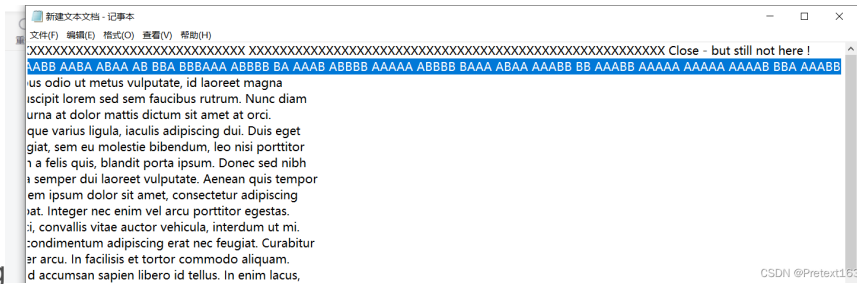 新建文本文档 - 记事本
文件(F) 编辑(E) 格式(O) 查看(V) 帮助(H)
XXXXXXXXXXXXXXXXXXXXXXXXXXXXX XXXXXXXXXXXXXXXXXXXXXXXXXXXXXXXXXXXXXXXXXXXXXXXXXXXXXX Close - but still not here !
AABB AABA ABAA AB BBA BBBAAA ABBBB BA AAAB ABBBB AAAAA ABBBB BAAA ABAA AAABB BB AAABB AAAAA AAAAA AAAAB BBA AAABB
odio ut metus vulputate, id laoreet magna
lorem sed sem faucibus rutrum. Nunc diam
at dolor mattis dictum sit amet at orci.
varius ligula, iaculis adipiscing dui. Duis eget
sem eu molestie bibendum, leo nisi porttitor
a felis quis, blandit porta ipsum. Donec sed nibh
semper dui laoreet vulputate. Aenean quis tempor
em ipsum dolor sit amet, consectetur adipiscing
Integer nec enim vel arcu porttitor egestas.
convallis vitae auctor vehicula, interdum ut mi.
condimentum adipiscing erat nec feugiat. Curabitur
er arcu. In facilisis et tortor commodo aliquam.
d accumsan sapien libero id tellus. In enim lacus,
CSDN @Pretext163